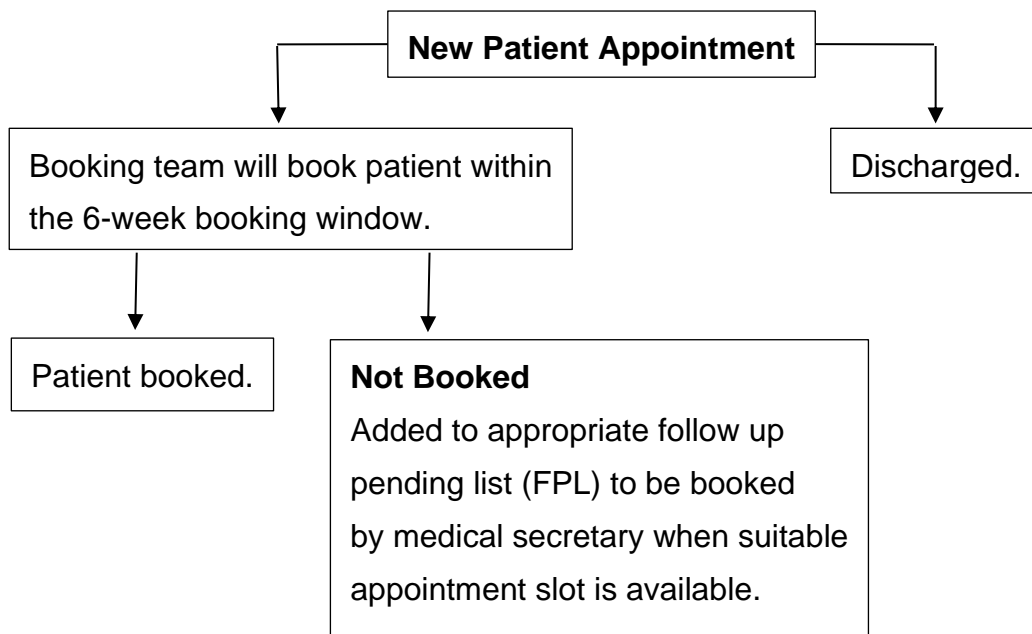 New Patient Appointment
Booking team will book patient within
the 6-week booking window.
Discharged.
Patient booked.
Not Booked
Added to appropriate follow up
pending list (FPL) to be booked
by medical secretary when suitable
appointment slot is available.